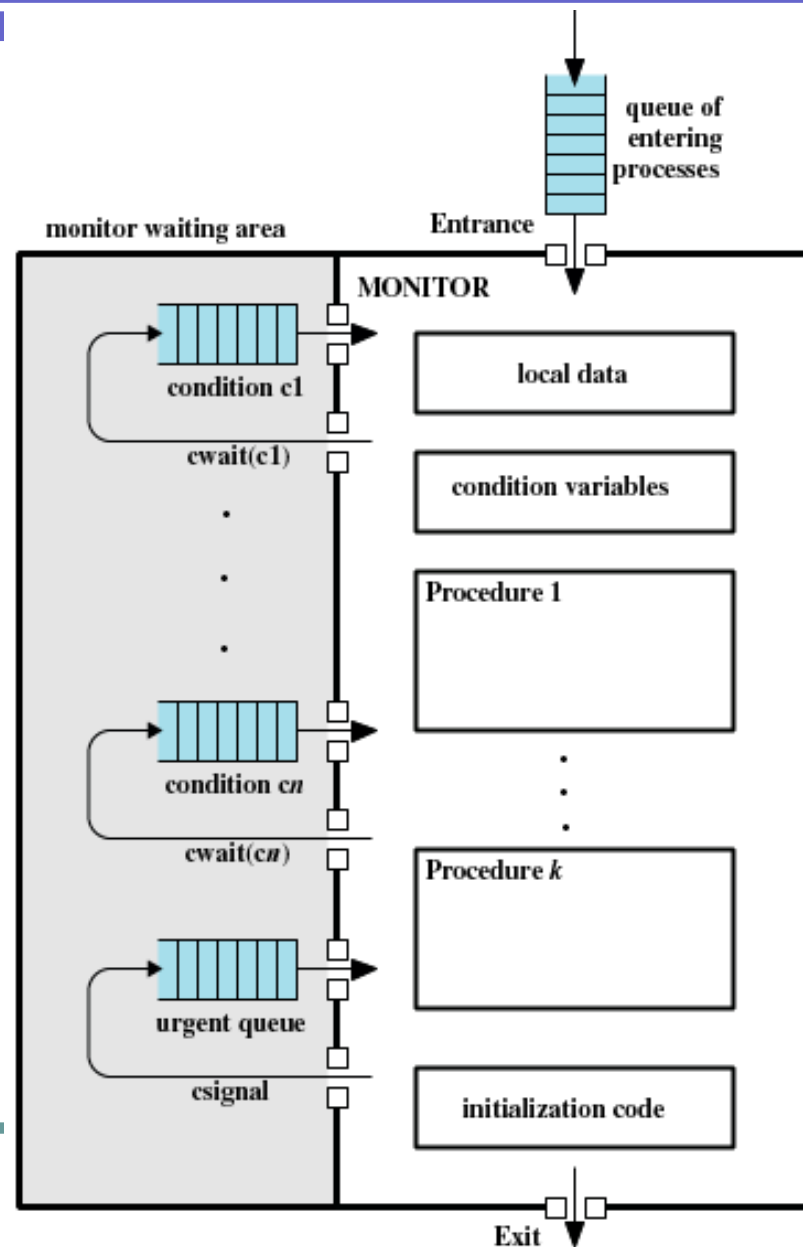 queue of
entering
processes
Entrance
monitor waiting area
MONITOR
condition c1
local data
cwait(c1)
condition variables
Procedure 1
condition cn
cwait(cn)
Procedure k
urgent queue
csignal
initialization code
Exit